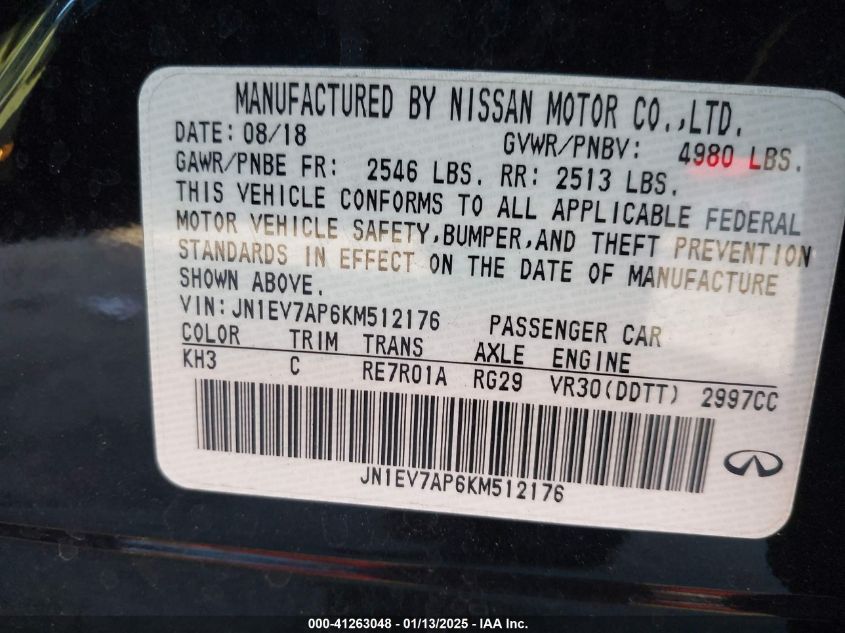 MANUFACTURED BY NISSAN MOTOR CO.,LTD.
DATE: 08/18 GVWR/PNBV: 4980 LBS.
GAWR/PNBE FR: 2546 LBS. RR: 2513 LBS.
THIS VEHICLE CONFORMS TO ALL APPLICABLE FEDERAL
MOTOR VEHICLE SAFETY,BUMPER,AND THEFT PREVENTION
STANDARDS IN EFFECT ON THE DATE OF MANUFACTURE
SHOWN ABOVE.
VIN:JN1EV7AP6KM512176 PASSENGER CAR
COLOR TRIM TRANS AXLE ENGINE
KH3 C RE7R01A RG29 VR30(DDTT) 2997CC
JN1EV7AP6KM512176
000-41263048 - 01/13/2025 - IAA Inc.